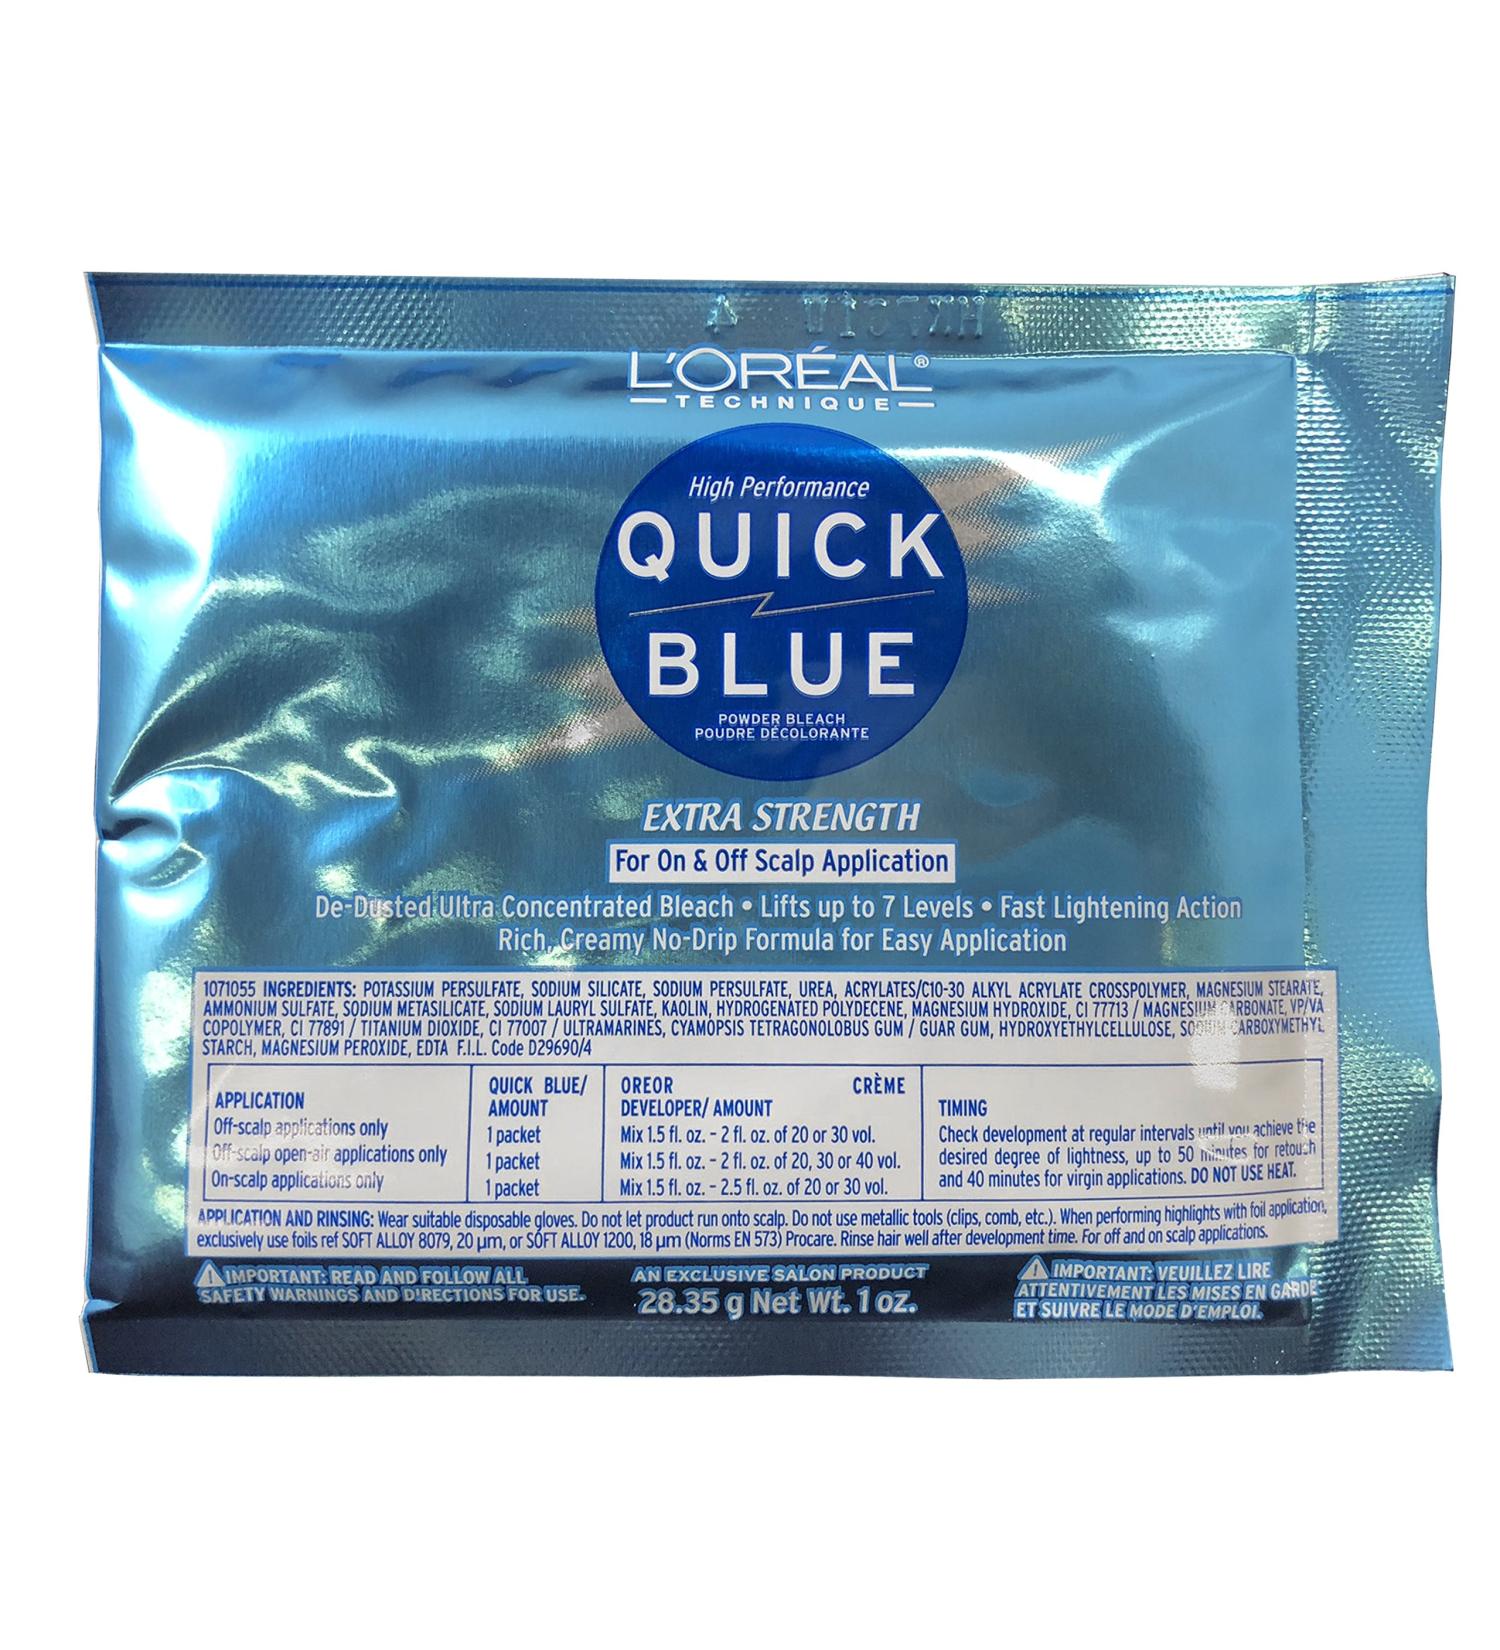 L'ORÉAL®
TECHNIQUE
High Performance
QUICK
BLUE
POWDER BLEACH
POUDRE DÉCOLORANTE
EXTRA STRENGTH
For On & Off Scalp Application
De-Dusted Ultra Concentrated Bleach • Lifts up to 7 Levels • Fast Lightening Action
Rich, Creamy No-Drip Formula for Easy Application
1071055 INGREDIENTS: POTASSIUM PERSULFATE, SODIUM SILICATE, SODIUM PERSULFATE, UREA, ACRYLATES/C10-30 ALKYL ACRYLATE CROSSPOLYMER, MAGNESIUM STEARATE,
AMMONIUM SULFATE, SODIUM METASILICATE, SODIUM LAURYL SULFATE, KAOLIN, HYDROGENATED POLYDECENE, MAGNESIUM HYDROXIDE, CI 77713 / MAGNESIUM CARBONATE, VP/VA
COPOLYMER, CI 77891 / TITANIUM DIOXIDE, CI 77007 / ULTRAMARINES, CYAMOPSIS TETRAGONOLOBUS GUM / GUAR GUM, HYDROXYETHYLCELLULOSE, SODIUM CARBOXYMETHYL
STARCH, MAGNESIUM PEROXIDE, EDTA F.I.L. Code D29690/4
APPLICATION
Off-scalp applications only
Off-scalp open-air applications only
On-scalp applications only
QUICK BLUE/
AMOUNT
1 packet
1 packet
1 packet
OREOR CRÈME
DEVELOPER/ AMOUNT
Mix 1.5 fl. oz. - 2 fl. oz. of 20 or 30 vol.
Mix 1.5 fl. oz. - 2 fl. oz. of 20, 30 or 40 vol.
Mix 1.5 fl. oz. - 2.5 fl. oz. of 20 or 30 vol.
TIMING
Check development at regular intervals until you achieve the
desired degree of lightness, up to 50 minutes for retouch
and 40 minutes for virgin applications. DO NOT USE HEAT.
APPLICATION AND RINSING: Wear suitable disposable gloves. Do not let product run onto scalp. Do not use metallic tools (clips, comb, etc.). When performing highlights with foil application,
exclusively use foils ref SOFT ALLOY 8079, 20 µm, or SOFT ALLOY 1200, 18 µm (Norms EN 573) Procare. Rinse hair well after development time. For off and on scalp applications.
IMPORTANT: READ AND FOLLOW ALL
SAFETY WARNINGS AND DIRECTIONS FOR USE.
AN EXCLUSIVE SALON PRODUCT
28.35 g Net Wt. 1 oz.
IMPORTANT: VEUILLEZ LIRE
ATTENTIVEMENT LES MISES EN GARDE
ET SUIVRE LE MODE D'EMPLOI.